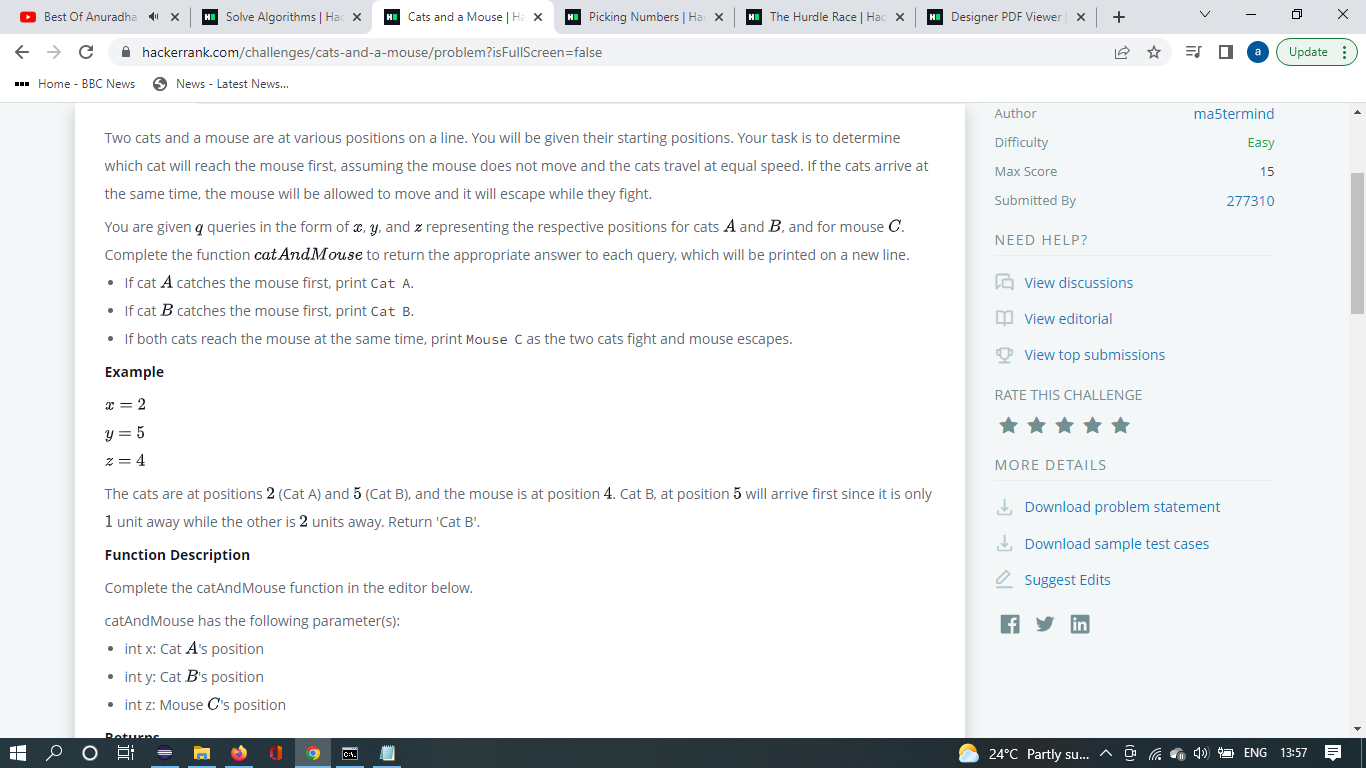 Best Of Anuradha
Solve Algorithms | Hac
Cats and a Mouse | Ha
Picking Numbers | Hac
The Hurdle Race | Hac
Designer PDF Viewer
hackerrank.com/challenges/cats-and-a-mouse/problem?isFullScreen=false
a
Update
Home - BBC News
News - Latest News...
Two cats and a mouse are at various positions on a line. You will be given their starting positions. Your task is to determine
which cat will reach the mouse first, assuming the mouse does not move and the cats travel at equal speed. If the cats arrive at
the same time, the mouse will be allowed to move and it will escape while they fight.
You are given q queries in the form of x, y, and z representing the respective positions for cats A and B, and for mouse C.
Complete the function catAndMouse to return the appropriate answer to each query, which will be printed on a new line.
• If cat A catches the mouse first, print Cat A.
• If cat B catches the mouse first, print Cat B.
• If both cats reach the mouse at the same time, print Mouse C as the two cats fight and mouse escapes.
Example
x = 2
y = 5
z = 4
The cats are at positions 2 (Cat A) and 5 (Cat B), and the mouse is at position 4. Cat B, at position 5 will arrive first since it is only
1 unit away while the other is 2 units away. Return 'Cat B'.
Function Description
Complete the catAndMouse function in the editor below.
catAndMouse has the following parameter(s):
• int x: Cat A's position
• int y: Cat B's position
• int z: Mouse C's position
Returns
Author ma5termind
Difficulty Easy
Max Score 15
Submitted By 277310
NEED HELP?
View discussions
View editorial
View top submissions
RATE THIS CHALLENGE
MORE DETAILS
Download problem statement
Download sample test cases
Suggest Edits
24°C Partly su...
ENG
13:57